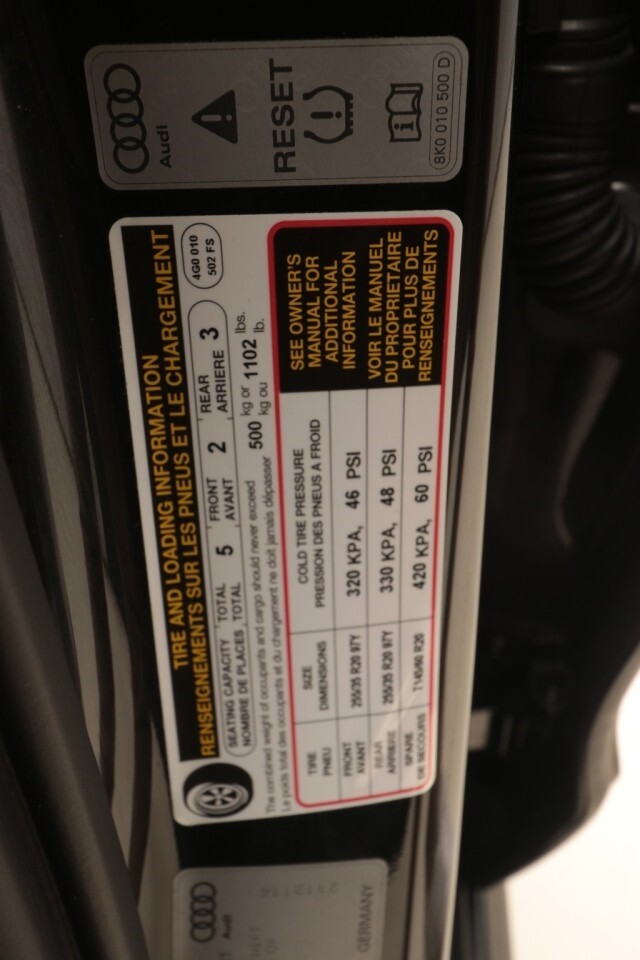 Audi
RESET
8K0 010 500 D
TIRE AND LOADING INFORMATION
RENSEIGNEMENTS SUR LES PNEUS ET LE CHARGEMENT
4G0 010
502 FS
SEATING CAPACITY TOTAL 5 FRONT 2 REAR 3
NOMBRE DE PLACES TOTAL AVANT ARRIERE
The combined weight of occupants and cargo should never exceed 500 kg or 1102 lbs.
Le poids total des occupants et du chargement ne doit jamais dépasser kg ou lb.
TIRE SIZE COLD TIRE PRESSURE
PNEU DIMENSIONS PRESSION DES PNEUS A FROID
FRONT 255/35 R20 97Y 320 KPA, 46 PSI
AVANT
REAR 255/35 R20 97Y 330 KPA, 48 PSI
ARRIERE
SPARE T145/60 R20 420 KPA, 60 PSI
DE SECOURS
SEE OWNER'S
MANUAL FOR
ADDITIONAL
INFORMATION
VOIR LE MANUEL
DU PROPRIETAIRE
POUR PLUS DE
RENSEIGNEMENTS
Audi
GERMANY